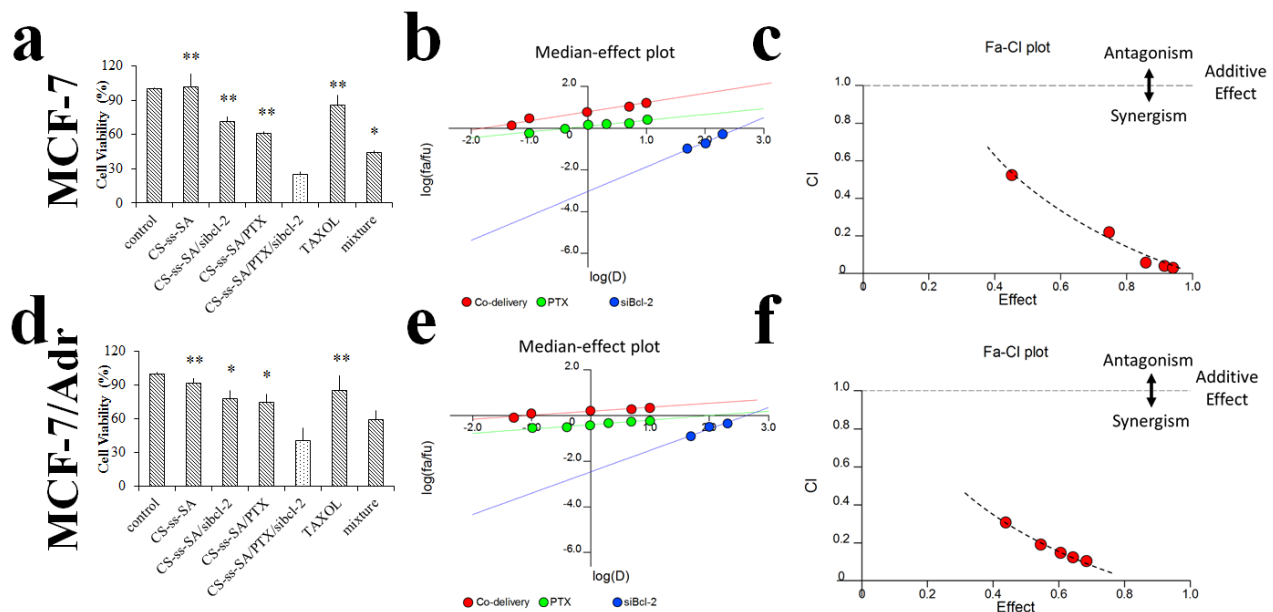 a
MCF-7
Cell Viability (%)
120
90
60
30
0
**
**
**
**
*
control
CS-ss-SA
CS-ss-SA/sibcl-2
CS-ss-SA/PTX
CS-ss-SA/PTX/sibcl-2
TAXOL
mixture
b
Median-effect plot
log(fa/fu)
2.0
-2.0 -1.0 0 1.0 2.0 3.0
-2.0
-4.0
-6.0
log(D)
Co-delivery PTX siBcl-2
c
Fa-CI plot
Antagonism
Additive
Effect
Synergism
CI
1.0
0.8
0.6
0.4
0.2
0
0 0.2 0.4 0.6 0.8 1.0
Effect
d
MCF-7/Adr
Cell Viability (%)
120
90
60
30
0
**
*
*
**
control
CS-ss-SA
CS-ss-SA/sibcl-2
CS-ss-SA/PTX
CS-ss-SA/PTX/sibcl-2
TAXOL
mixture
e
Median-effect plot
log(fa/fu)
2.0
-2.0 -1.0 0 1.0 2.0 3.0
-2.0
-4.0
-6.0
log(D)
Co-delivery PTX siBcl-2
f
Fa-CI plot
Antagonism
Additive
Effect
Synergism
CI
1.0
0.8
0.6
0.4
0.2
0
0 0.2 0.4 0.6 0.8 1.0
Effect